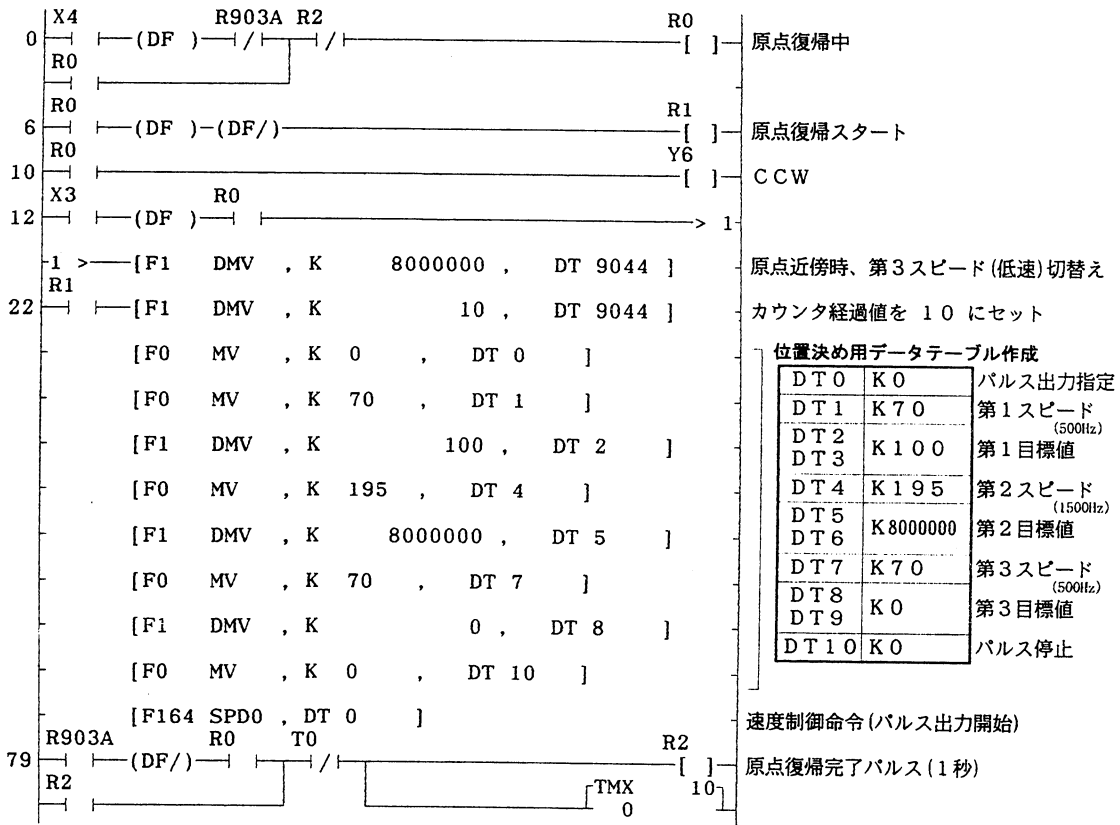 X4 R903A R2 R0
0 (DF ) / / [ ] 原点復帰中
R0
R0 R1
6 (DF )-(DF/) [ ] 原点復帰スタート
R0 Y6
10 [ ] CCW
X3 R0
12 (DF ) > 1
1 > [F1 DMV , K 8000000 , DT 9044 ] 原点近傍時、第3スピード(低速)切替え
R1
22 [F1 DMV , K 10 , DT 9044 ] カウンタ経過値を 10 にセット
[F0 MV , K 0 , DT 0 ]
[F0 MV , K 70 , DT 1 ]
[F1 DMV , K 100 , DT 2 ]
[F0 MV , K 195 , DT 4 ]
[F1 DMV , K 8000000 , DT 5 ]
[F0 MV , K 70 , DT 7 ]
[F1 DMV , K 0 , DT 8 ]
[F0 MV , K 0 , DT 10 ]
[F164 SPD0 , DT 0 ] 速度制御命令(パルス出力開始)
位置決め用データテーブル作成
DT0 K0 パルス出力指定
DT1 K70 第1スピード
(500Hz)
DT2
DT3 K100 第1目標値
DT4 K195 第2スピード
(1500Hz)
DT5
DT6 K8000000 第2目標値
DT7 K70 第3スピード
(500Hz)
DT8
DT9 K0 第3目標値
DT10 K0 パルス停止
R903A R0 T0 R2
79 (DF/) / [ ] 原点復帰完了パルス(1秒)
R2
TMX 10
0